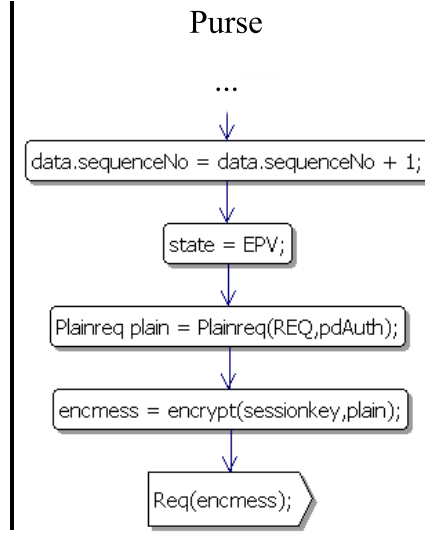 Purse
...
data.sequenceNo = data.sequenceNo + 1;
state = EPV;
Plainreq plain = Plainreq(REQ,pdAuth);
encmess = encrypt(sessionkey,plain);
Req(encmess);